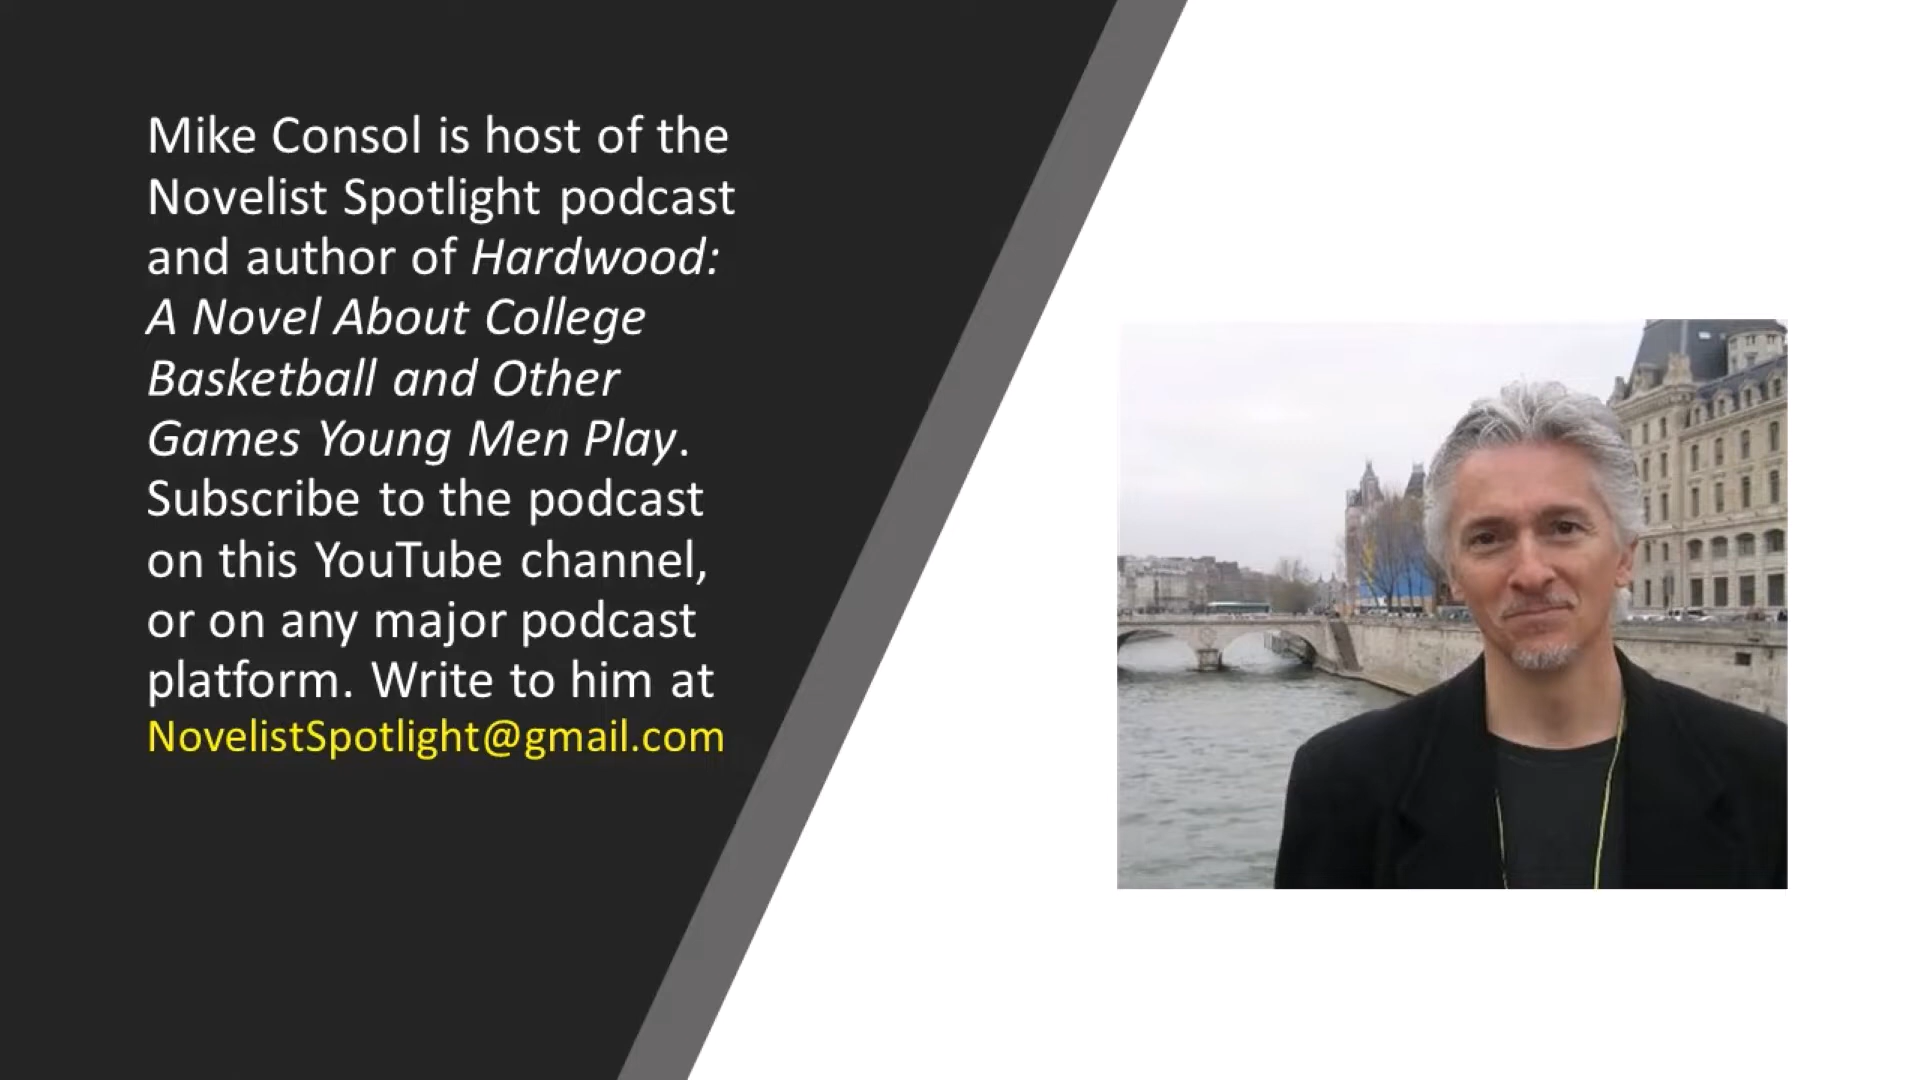 Mike Consol is host of the
Novelist Spotlight podcast
and author of Hardwood:
A Novel About College
Basketball and Other
Games Young Men Play.
Subscribe to the podcast
on this YouTube channel,
or on any major podcast
platform. Write to him at
NovelistSpotlight@gmail.com